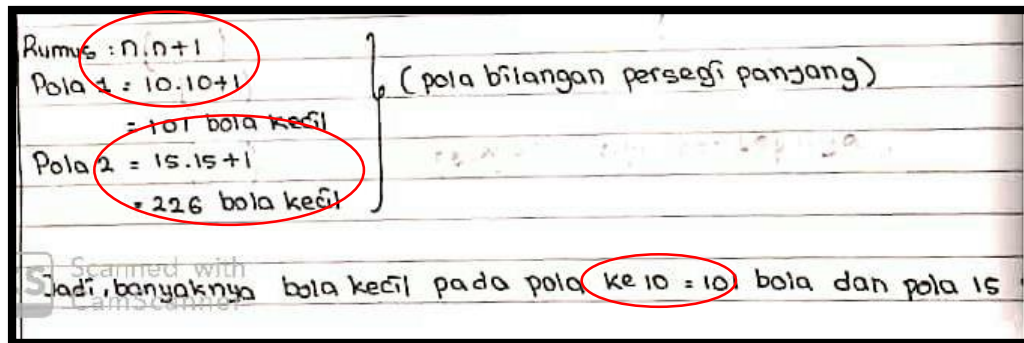 Rumus : n.n+1
Pola 1 = 10.10+1
= 101 bola kecil
Pola 2 = 15.15+1
= 226 bola kecil
(pola bilangan persegi panjang)
Scanned with
CamScanner
Jadi, banyaknya bola kecil pada pola ke 10 = 101 bola dan pola 15